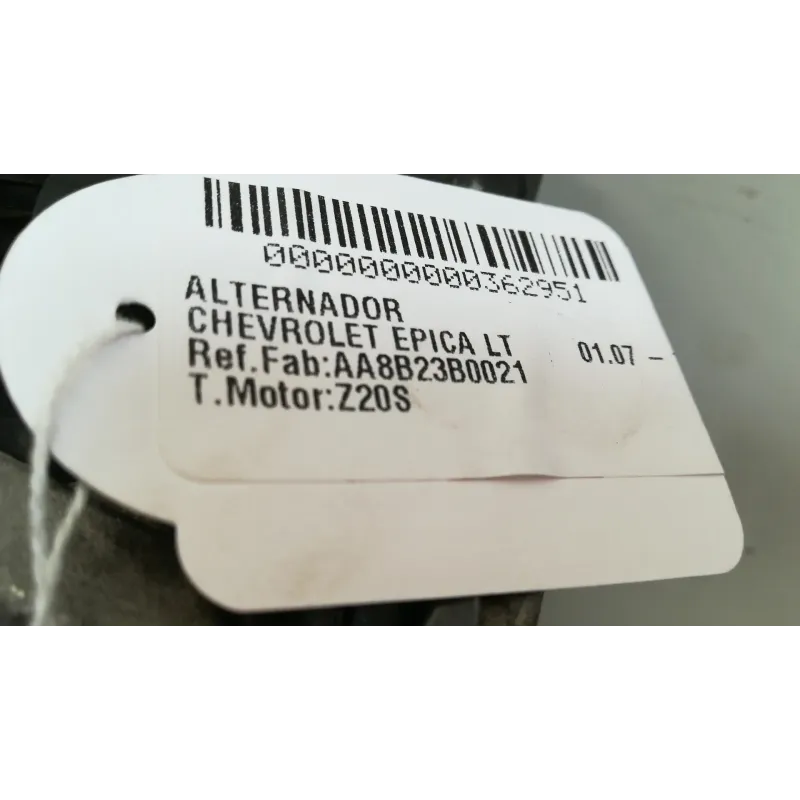 0000000000362951
ALTERNADOR
CHEVROLET EPICA LT 01.07 -
Ref.Fab:AA8B23B0021
T.Motor:Z20S